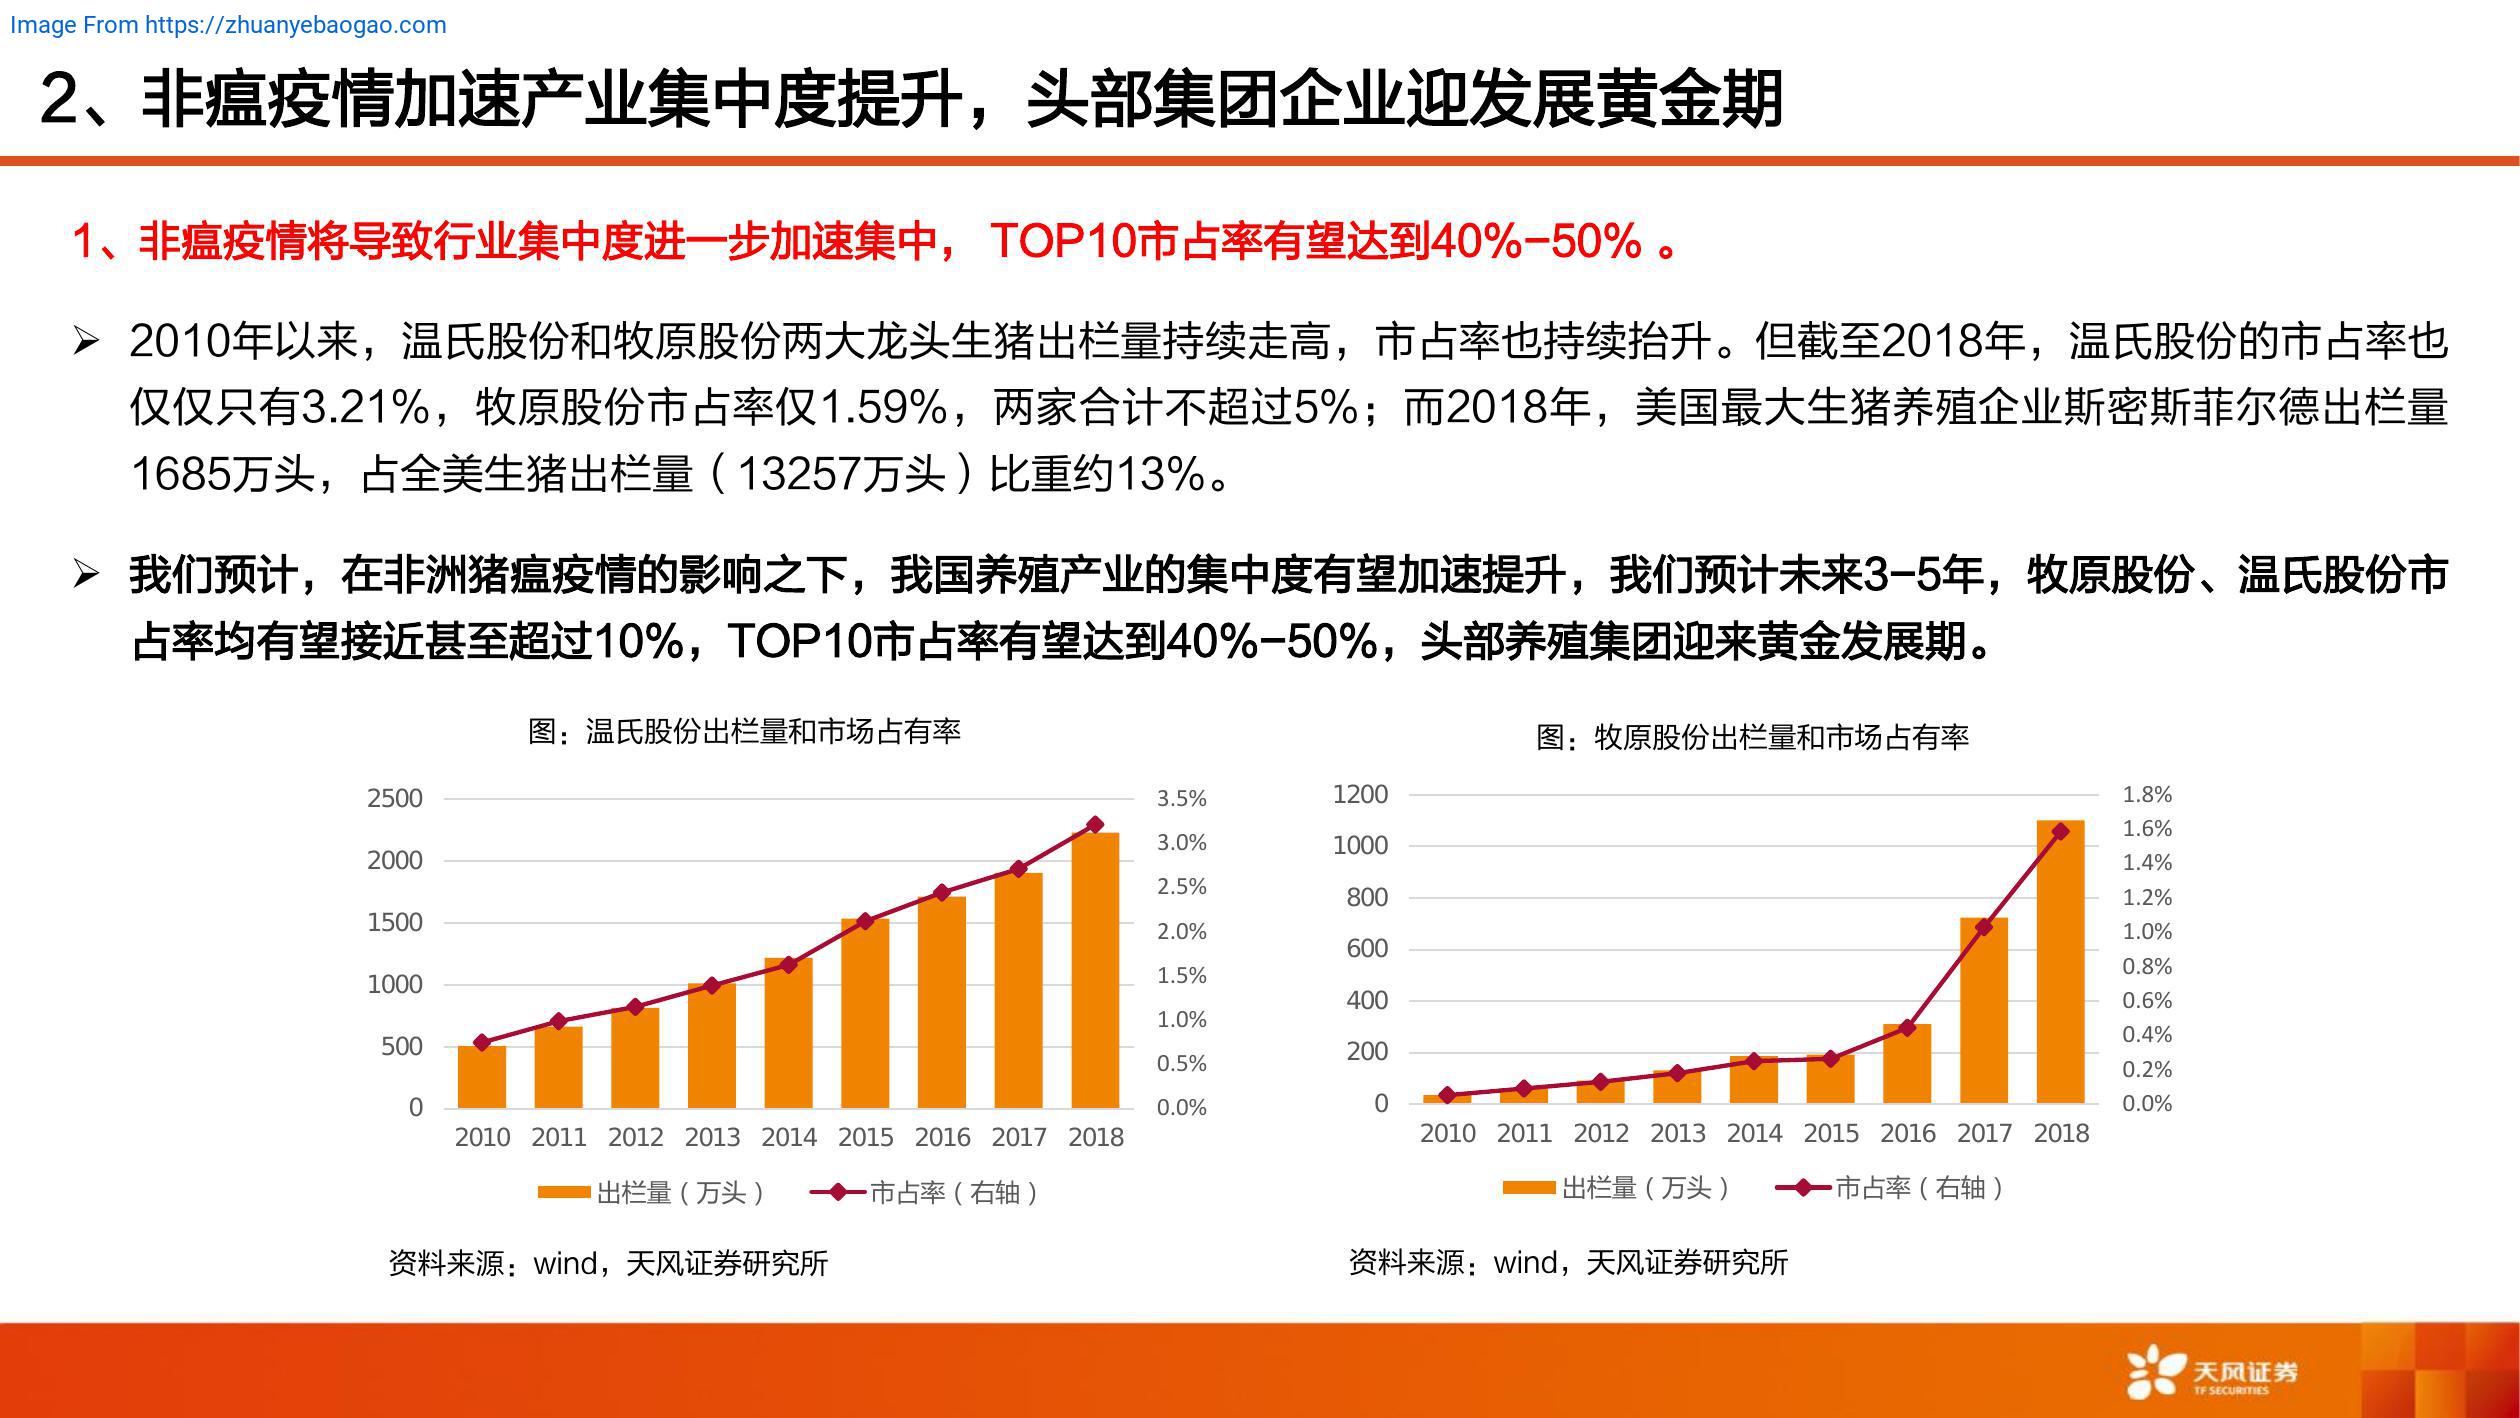 Image From https://zhuanyebaogao.com
2、非瘟疫情加速产业集中度提升，头部集团企业迎发展黄金期
1、非瘟疫情将导致行业集中度进一步加速集中， TOP10市占率有望达到40%-50% 。
➢ 2010年以来，温氏股份和牧原股份两大龙头生猪出栏量持续走高，市占率也持续抬升。但截至2018年，温氏股份的市占率也
仅仅只有3.21%，牧原股份市占率仅1.59%，两家合计不超过5%；而2018年，美国最大生猪养殖企业斯密斯菲尔德出栏量
1685万头，占全美生猪出栏量（13257万头）比重约13%。
➢ 我们预计，在非洲猪瘟疫情的影响之下，我国养殖产业的集中度有望加速提升，我们预计未来3-5年，牧原股份、温氏股份市
占率均有望接近甚至超过10%，TOP10市占率有望达到40%-50%，头部养殖集团迎来黄金发展期。
图：温氏股份出栏量和市场占有率
2500
2000
1500
1000
500
0
3.5%
3.0%
2.5%
2.0%
1.5%
1.0%
0.5%
0.0%
2010 2011 2012 2013 2014 2015 2016 2017 2018
出栏量（万头） 市占率（右轴）
资料来源：wind，天风证券研究所
图：牧原股份出栏量和市场占有率
1200
1000
800
600
400
200
0
1.8%
1.6%
1.4%
1.2%
1.0%
0.8%
0.6%
0.4%
0.2%
0.0%
2010 2011 2012 2013 2014 2015 2016 2017 2018
出栏量（万头） 市占率（右轴）
资料来源：wind，天风证券研究所
天风证券
TF SECURITIES